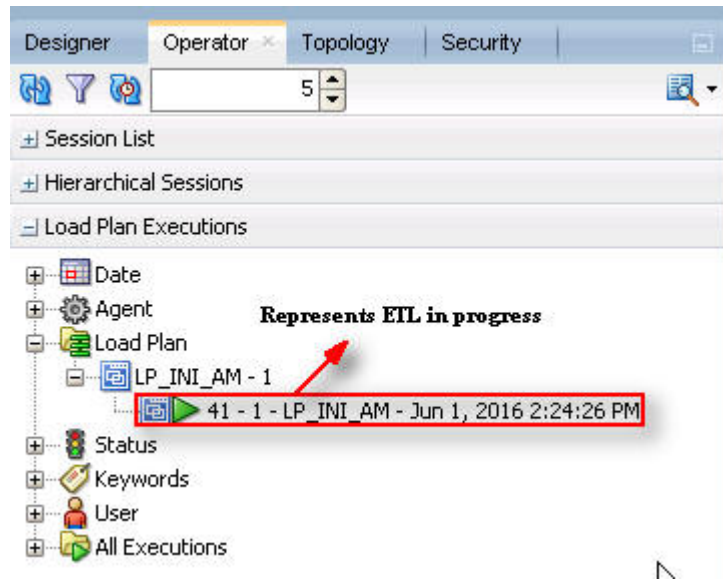 Designer Operator Topology Security
5
Session List
Hierarchical Sessions
Load Plan Executions
Date
Agent
Represents ETL in progress
Load Plan
LP_INI_AM - 1
41 - 1 - LP_INI_AM - Jun 1, 2016 2:24:26 PM
Status
Keywords
User
All Executions